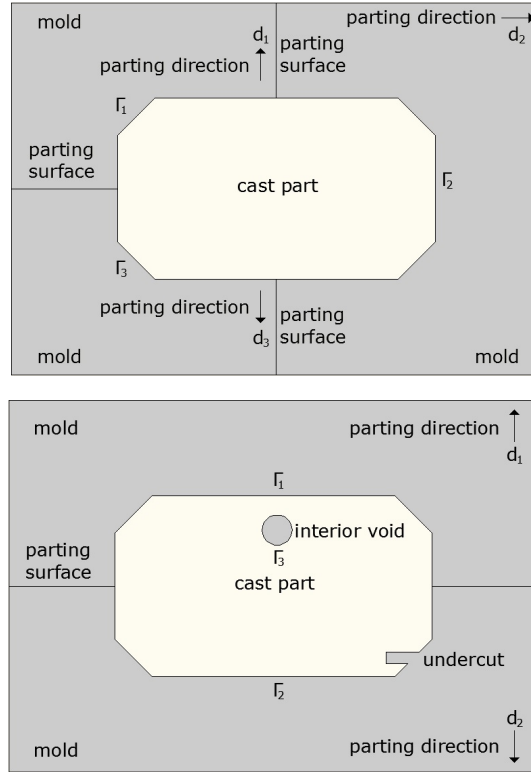 mold
d1
parting direction
parting surface
parting direction
d2
Γ1
parting surface
cast part
Γ2
Γ3
parting direction
d3
parting surface
mold
mold
mold
parting direction
d1
Γ1
interior void
Γ3
parting surface
cast part
undercut
Γ2
d2
mold
parting direction